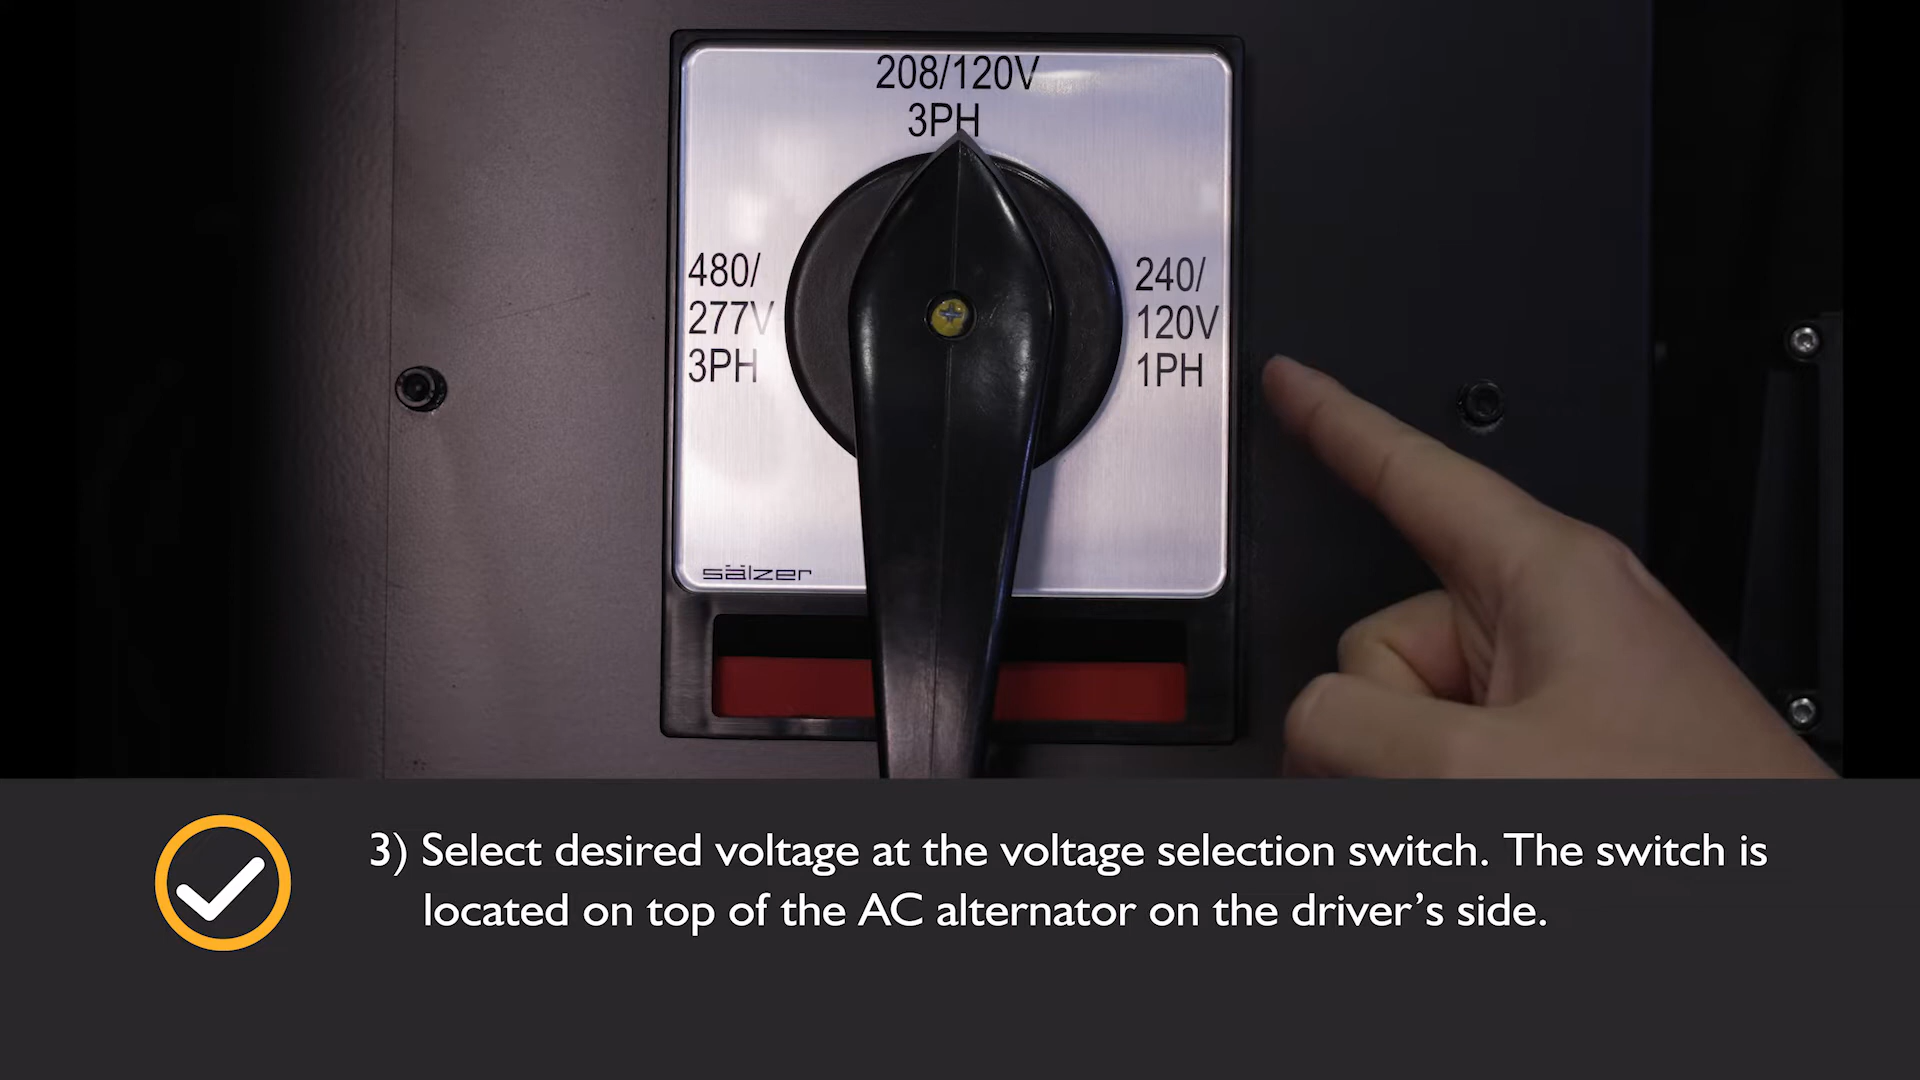 208/120V
3PH
480/
277V
3PH
240/
120V
1PH
sälzer
3) Select desired voltage at the voltage selection switch. The switch is
located on top of the AC alternator on the driver’s side.